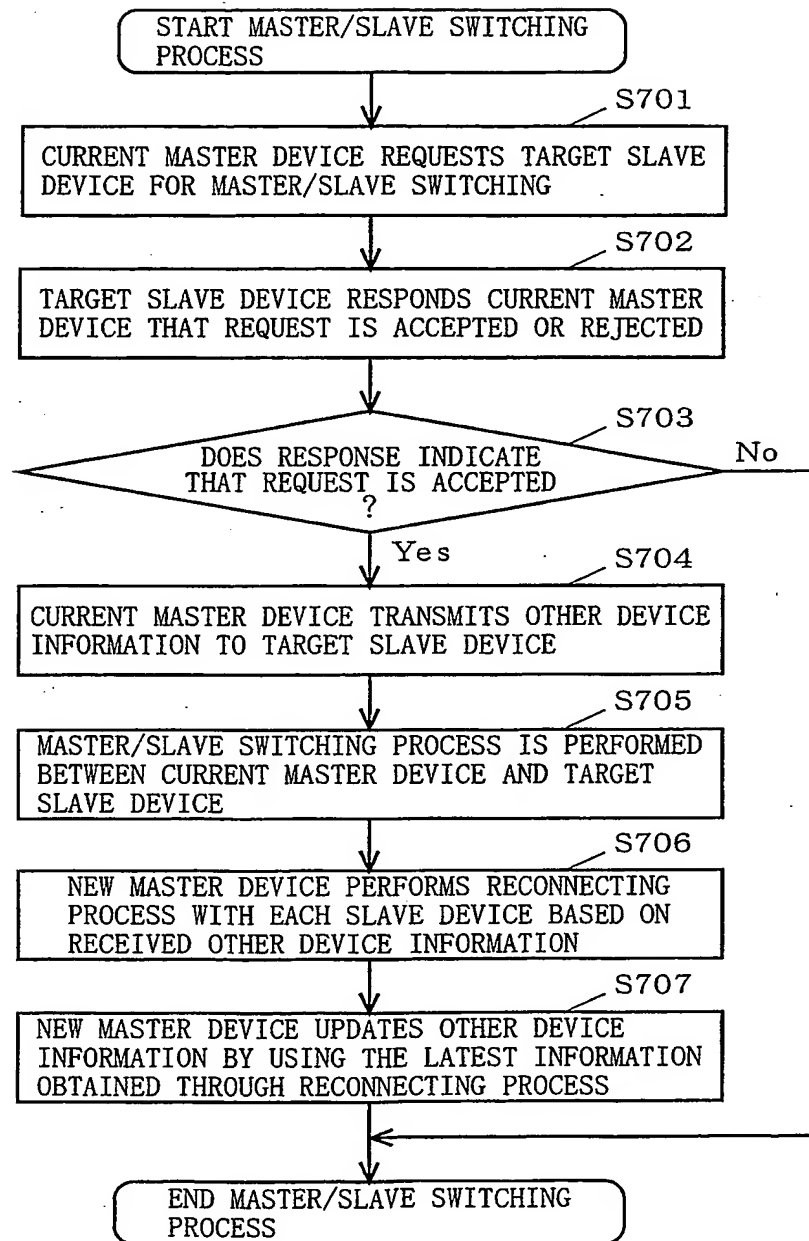 START MASTER/SLAVE SWITCHING
PROCESS
S701
CURRENT MASTER DEVICE REQUESTS TARGET SLAVE
DEVICE FOR MASTER/SLAVE SWITCHING
S702
TARGET SLAVE DEVICE RESPONDS CURRENT MASTER
DEVICE THAT REQUEST IS ACCEPTED OR REJECTED
S703
DOES RESPONSE INDICATE
THAT REQUEST IS ACCEPTED
?
No
Yes
S704
CURRENT MASTER DEVICE TRANSMITS OTHER DEVICE
INFORMATION TO TARGET SLAVE DEVICE
S705
MASTER/SLAVE SWITCHING PROCESS IS PERFORMED
BETWEEN CURRENT MASTER DEVICE AND TARGET
SLAVE DEVICE
S706
NEW MASTER DEVICE PERFORMS RECONNECTING
PROCESS WITH EACH SLAVE DEVICE BASED ON
RECEIVED OTHER DEVICE INFORMATION
S707
NEW MASTER DEVICE UPDATES OTHER DEVICE
INFORMATION BY USING THE LATEST INFORMATION
OBTAINED THROUGH RECONNECTING PROCESS
END MASTER/SLAVE SWITCHING
PROCESS